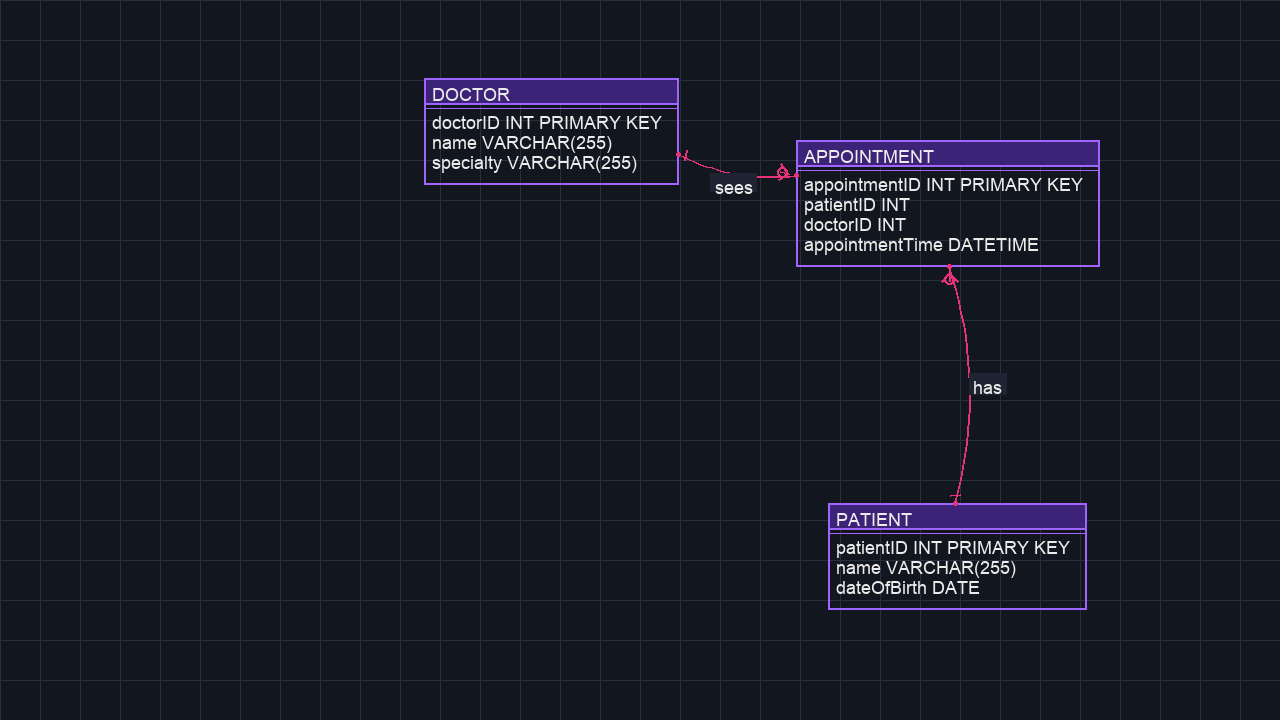 DOCTOR
doctorID INT PRIMARY KEY
name VARCHAR(255)
specialty VARCHAR(255)
sees
APPOINTMENT
appointmentID INT PRIMARY KEY
patientID INT
doctorID INT
appointmentTime DATETIME
has
PATIENT
patientID INT PRIMARY KEY
name VARCHAR(255)
dateOfBirth DATE